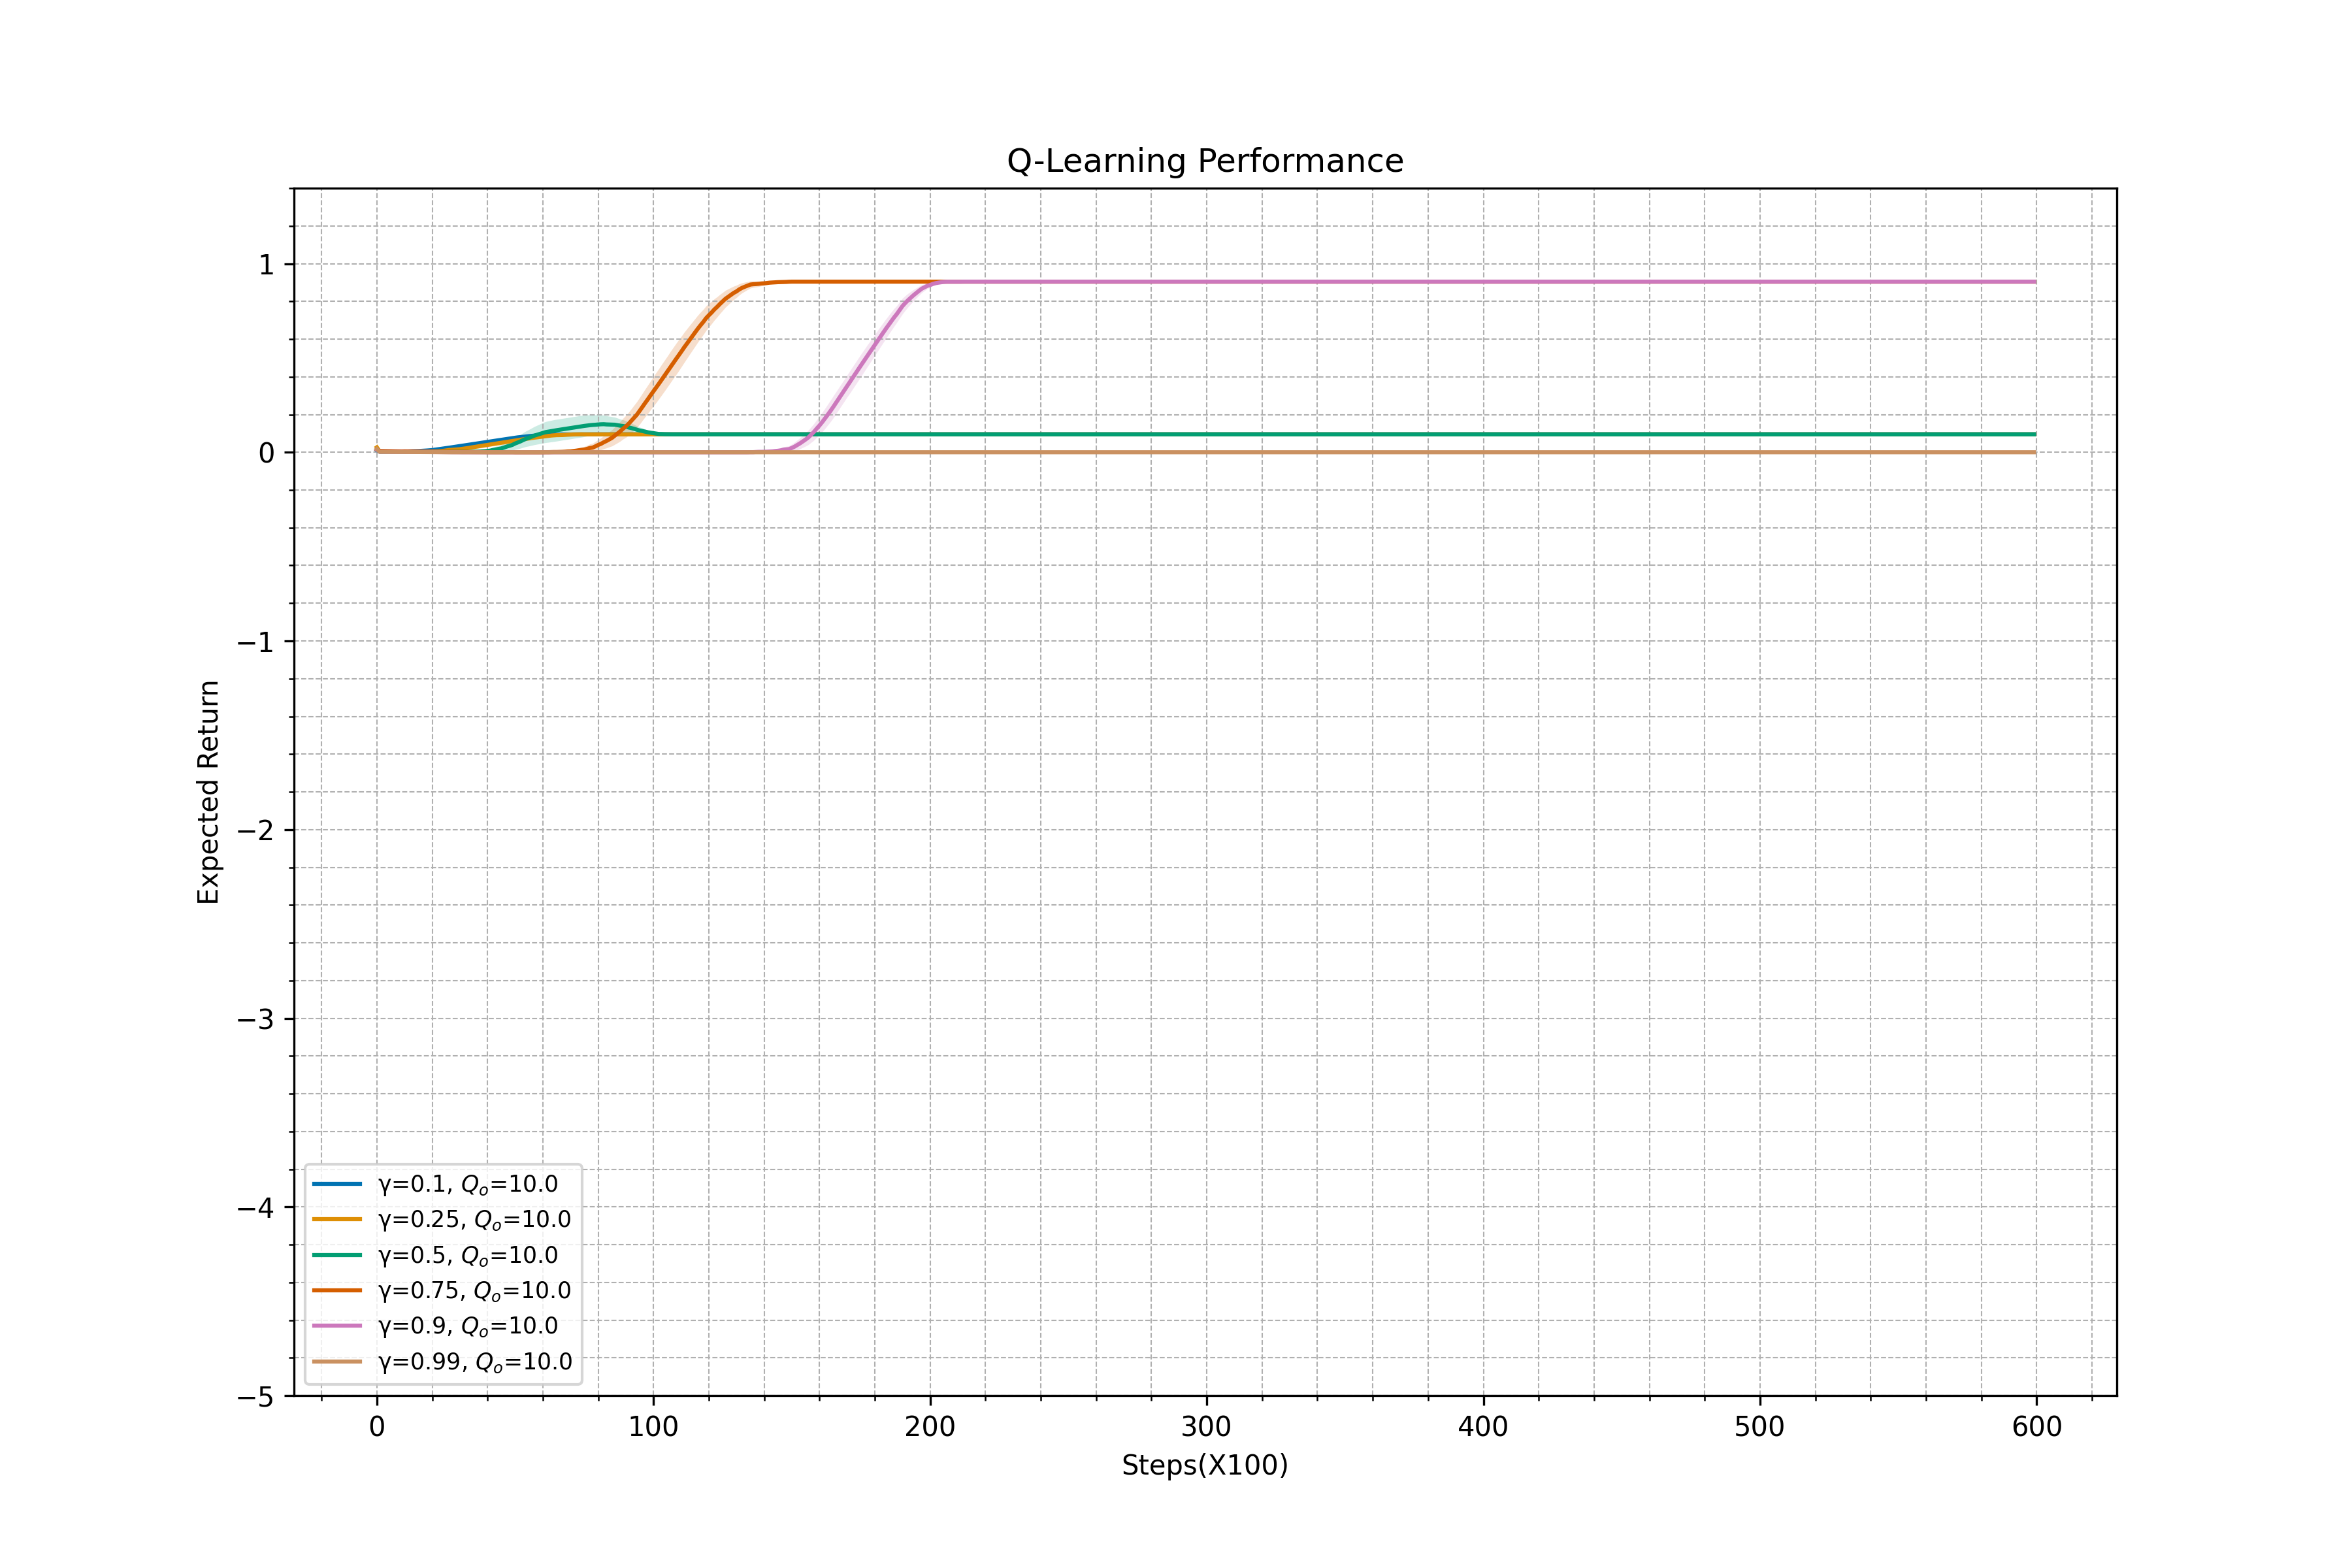 Q-Learning Performance
Expected Return
1
0
−1
−2
−3
−4
−5
γ=0.1, Qo=10.0
γ=0.25, Qo=10.0
γ=0.5, Qo=10.0
γ=0.75, Qo=10.0
γ=0.9, Qo=10.0
γ=0.99, Qo=10.0
0 100 200 300 400 500 600
Steps(X100)